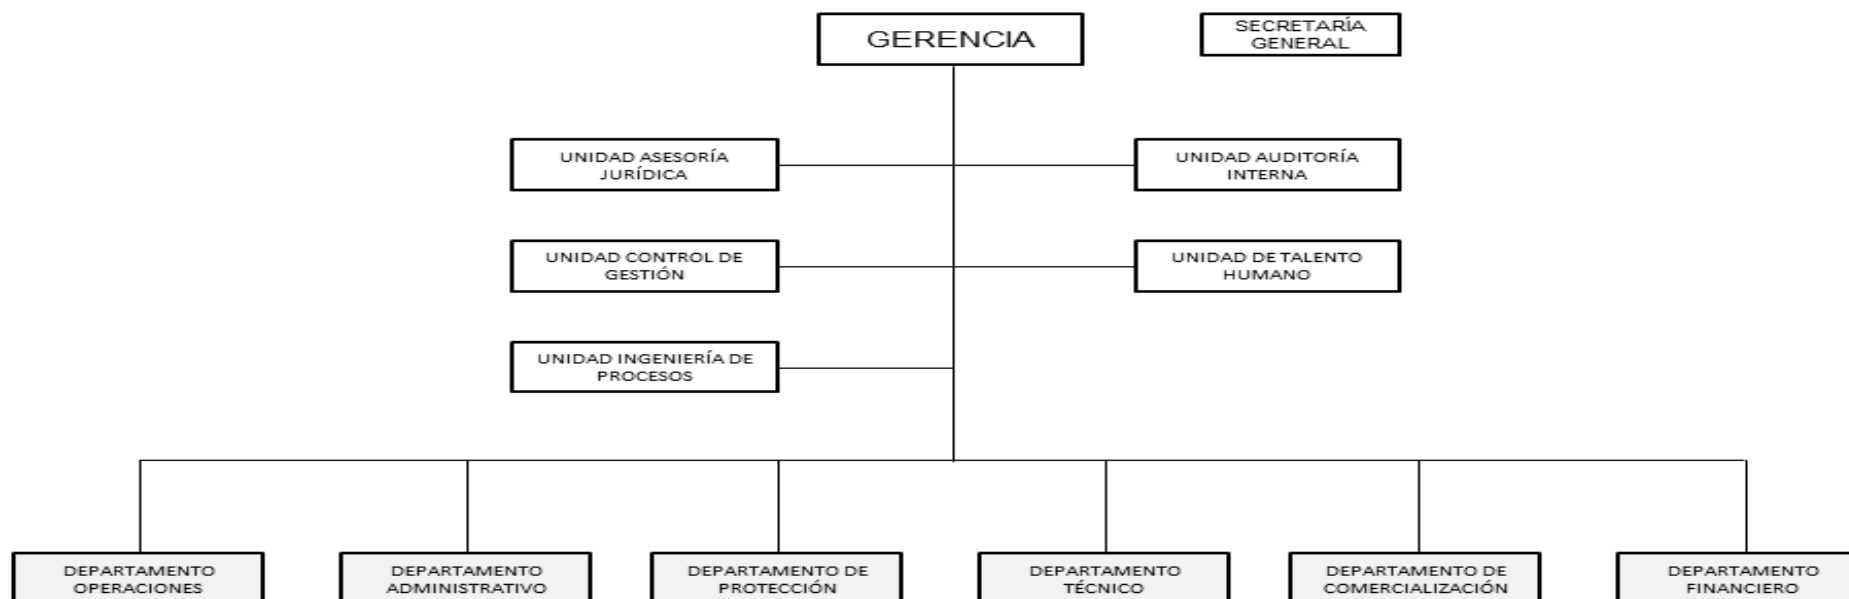 GERENCIA
SECRETARÍA
GENERAL
UNIDAD ASESORÍA
JURÍDICA
UNIDAD AUDITORÍA
INTERNA
UNIDAD CONTROL DE
GESTIÓN
UNIDAD DE TALENTO
HUMANO
UNIDAD INGENIERÍA DE
PROCESOS
DEPARTAMENTO
OPERACIONES
DEPARTAMENTO
ADMINISTRATIVO
DEPARTAMENTO DE
PROTECCIÓN
DEPARTAMENTO
TÉCNICO
DEPARTAMENTO DE
COMERCIALIZACIÓN
DEPARTAMENTO
FINANCIERO